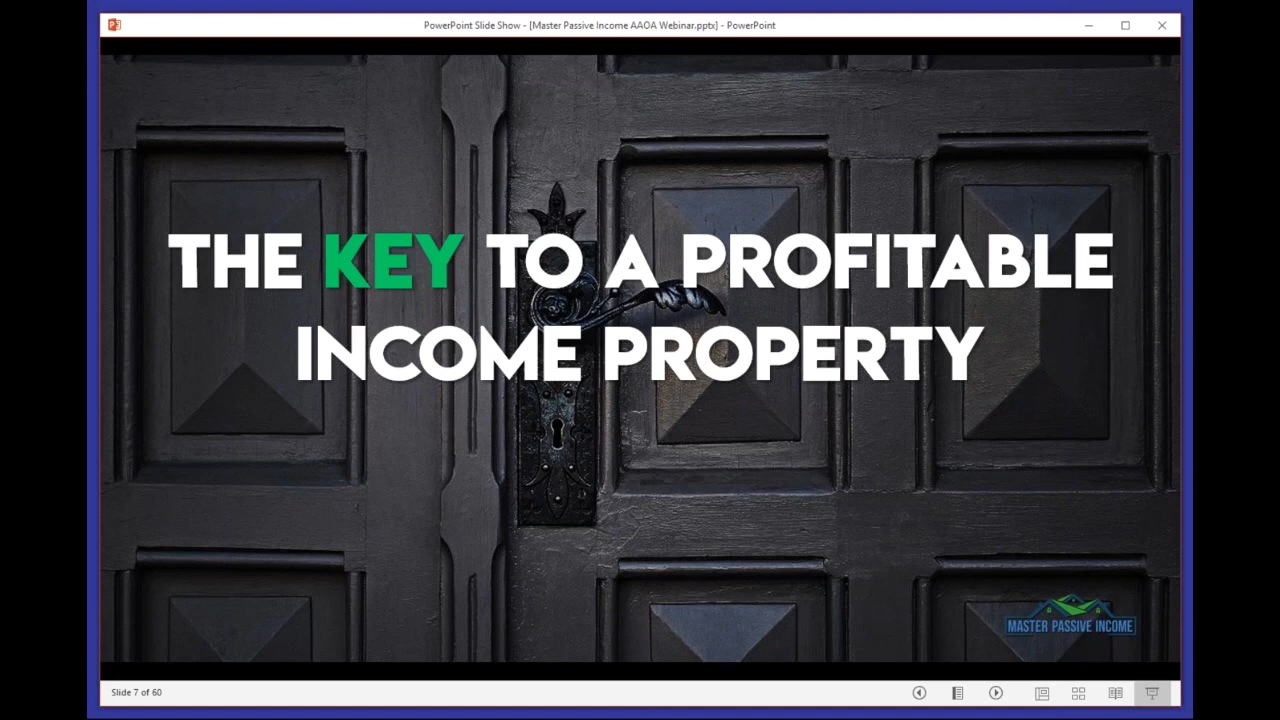 PowerPoint Slide Show - [Master Passive Income AAOA Webinar.pptx] - PowerPoint
THE KEY TO A PROFITABLE
INCOME PROPERTY
MASTER PASSIVE INCOME
Slide 7 of 60